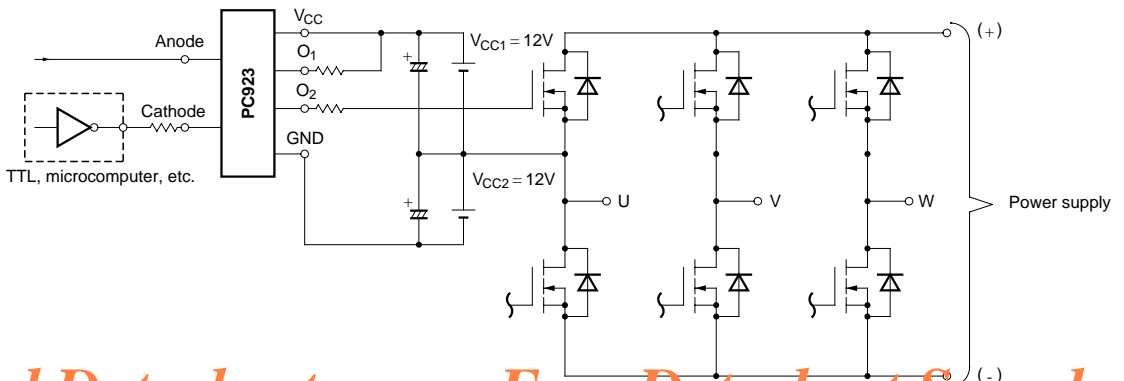 VCC
VCC1 = 12V
(+)
Anode
O1
PC923
O2
Cathode
GND
TTL, microcomputer, etc.
VCC2 = 12V
U
V
W
Power supply
(-)